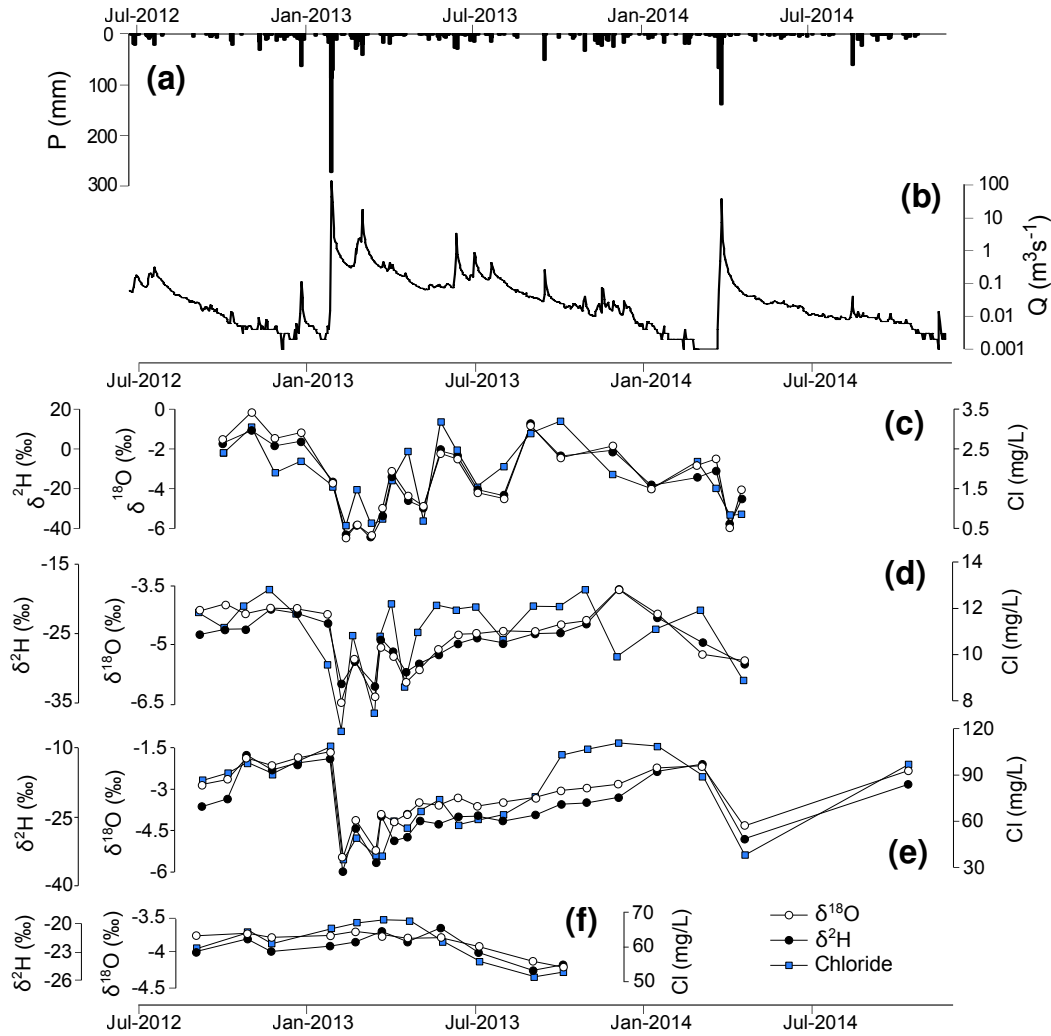 Jul-2012 Jan-2013 Jul-2013 Jan-2014 Jul-2014
0
100
200
300
P (mm)
(a)
(b)
100
10
1
0.1
0.01
0.001
Q (m³s⁻¹)
Jul-2012 Jan-2013 Jul-2013 Jan-2014 Jul-2014
δ²H (‰)
20
0
-20
-40
δ¹⁸O (‰)
0
-2
-4
-6
(c)
3.5
2.5
1.5
0.5
Cl (mg/L)
δ²H (‰)
-15
-25
-35
δ¹⁸O (‰)
-3.5
-5
-6.5
(d)
14
12
10
8
Cl (mg/L)
δ²H (‰)
-10
-25
-40
δ¹⁸O (‰)
-1.5
-3
-4.5
-6
(e)
120
90
60
30
Cl (mg/L)
δ²H (‰)
-20
-23
-26
δ¹⁸O (‰)
-3.5
-4
-4.5
(f)
70
60
50
Cl (mg/L)
δ¹⁸O
δ²H
Chloride
Jul-2012 Jan-2013 Jul-2013 Jan-2014 Jul-2014